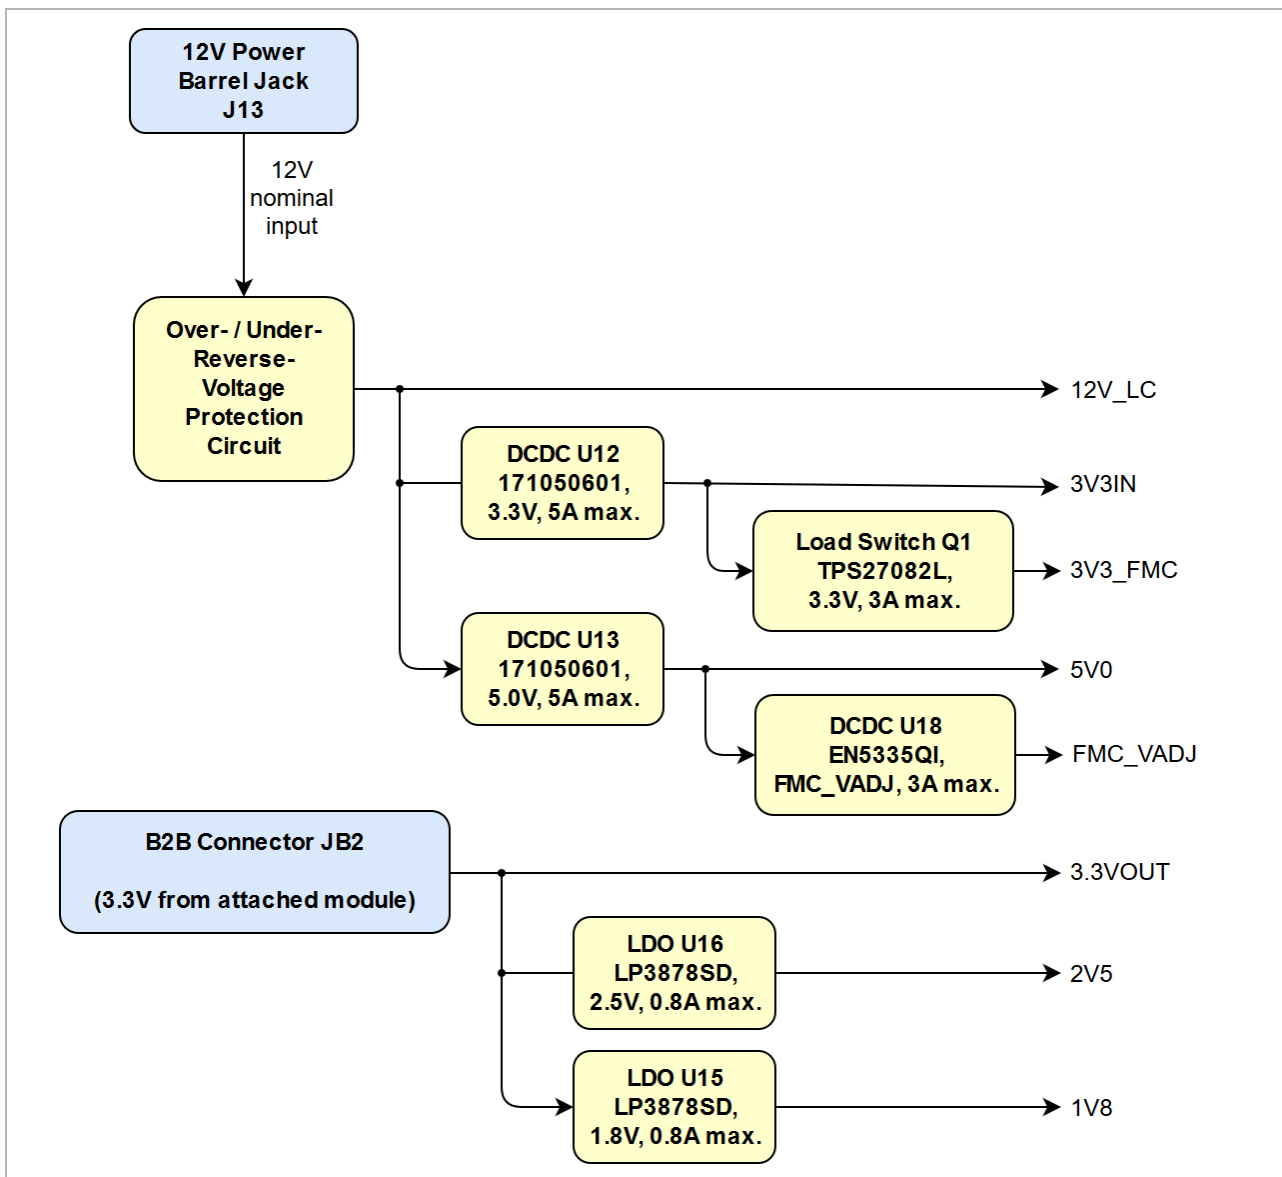 12V Power
Barrel Jack
J13
12V
nominal
input
Over- / Under-
Reverse-
Voltage
Protection
Circuit
12V_LC
DCDC U12
171050601,
3.3V, 5A max.
3V3IN
Load Switch Q1
TPS27082L,
3.3V, 3A max.
3V3_FMC
DCDC U13
171050601,
5.0V, 5A max.
5V0
DCDC U18
EN5335QI,
FMC_VADJ, 3A max.
FMC_VADJ
B2B Connector JB2
(3.3V from attached module)
3.3VOUT
LDO U16
LP3878SD,
2.5V, 0.8A max.
2V5
LDO U15
LP3878SD,
1.8V, 0.8A max.
1V8